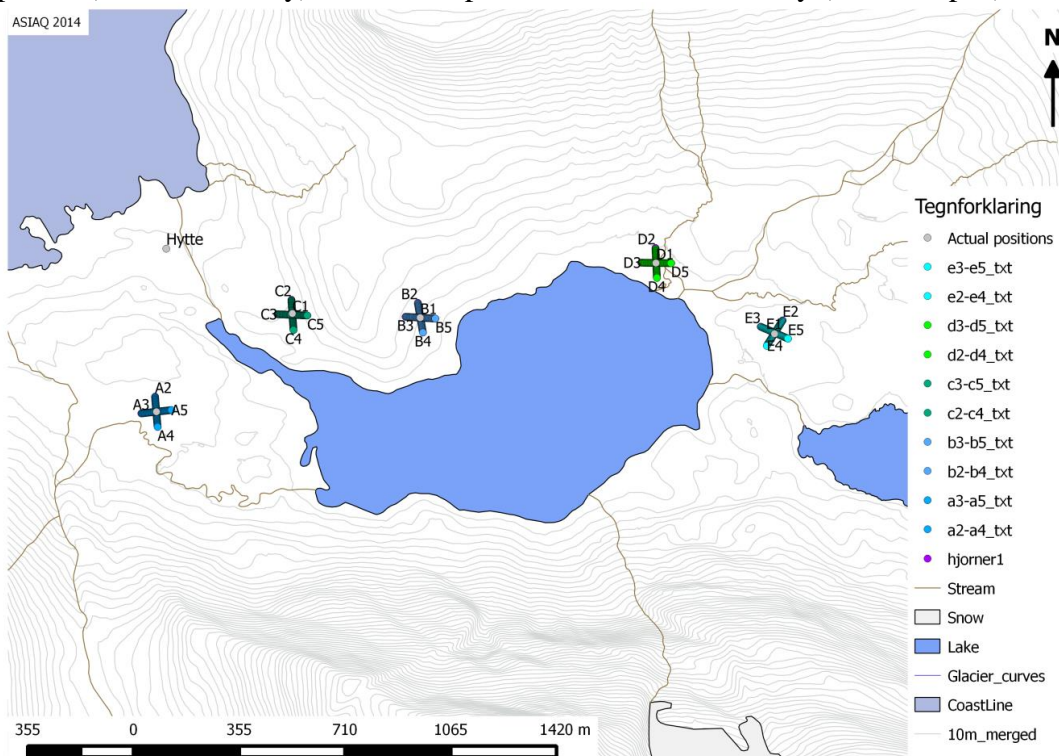 ASIAQ 2014
N
Hytte
D2
D1
D3
D5
D4
C2
C1
C3
C5
C4
B2
B1
B3
B5
B4
E2
E3
E1
E5
E4
A2
A3
A5
A4
Tegnforklaring
Actual positions
e3-e5_txt
e2-e4_txt
d3-d5_txt
d2-d4_txt
c3-c5_txt
c2-c4_txt
b3-b5_txt
b2-b4_txt
a3-a5_txt
a2-a4_txt
hjorner1
Stream
Snow
Lake
Glacier_curves
CoastLine
10m_merged
355 0 355 710 1065 1420 m